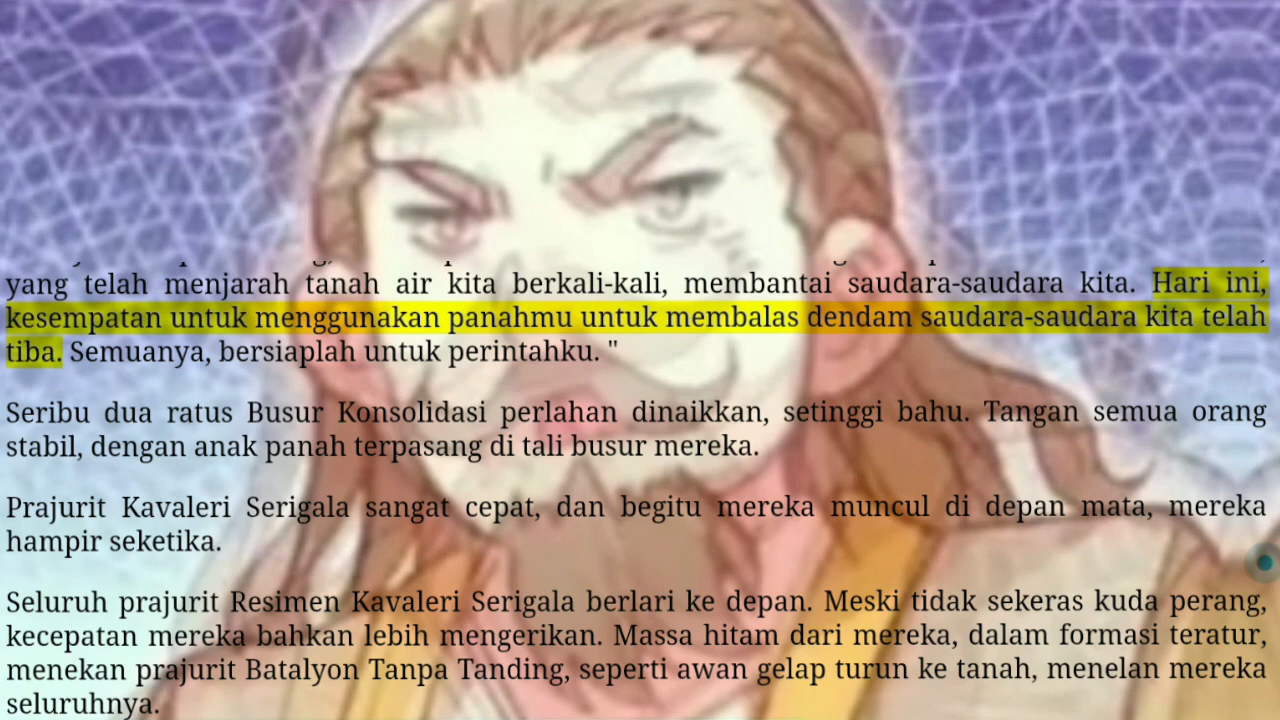 yang telah menjarah tanah air kita berkali-kali, membantai saudara-saudara kita. Hari ini,
kesempatan untuk menggunakan panahmu untuk membalas dendam saudara-saudara kita telah
tiba. Semuanya, bersiaplah untuk perintahku. "
Seribu dua ratus Busur Konsolidasi perlahan dinaikkan, setinggi bahu. Tangan semua orang
stabil, dengan anak panah terpasang di tali busur mereka.
Prajurit Kavaleri Serigala sangat cepat, dan begitu mereka muncul di depan mata, mereka
hampir seketika.
Seluruh prajurit Resimen Kavaleri Serigala berlari ke depan. Meski tidak sekeras kuda perang,
kecepatan mereka bahkan lebih mengerikan. Massa hitam dari mereka, dalam formasi teratur,
menekan prajurit Batalyon Tanpa Tanding, seperti awan gelap turun ke tanah, menelan mereka
seluruhnya.